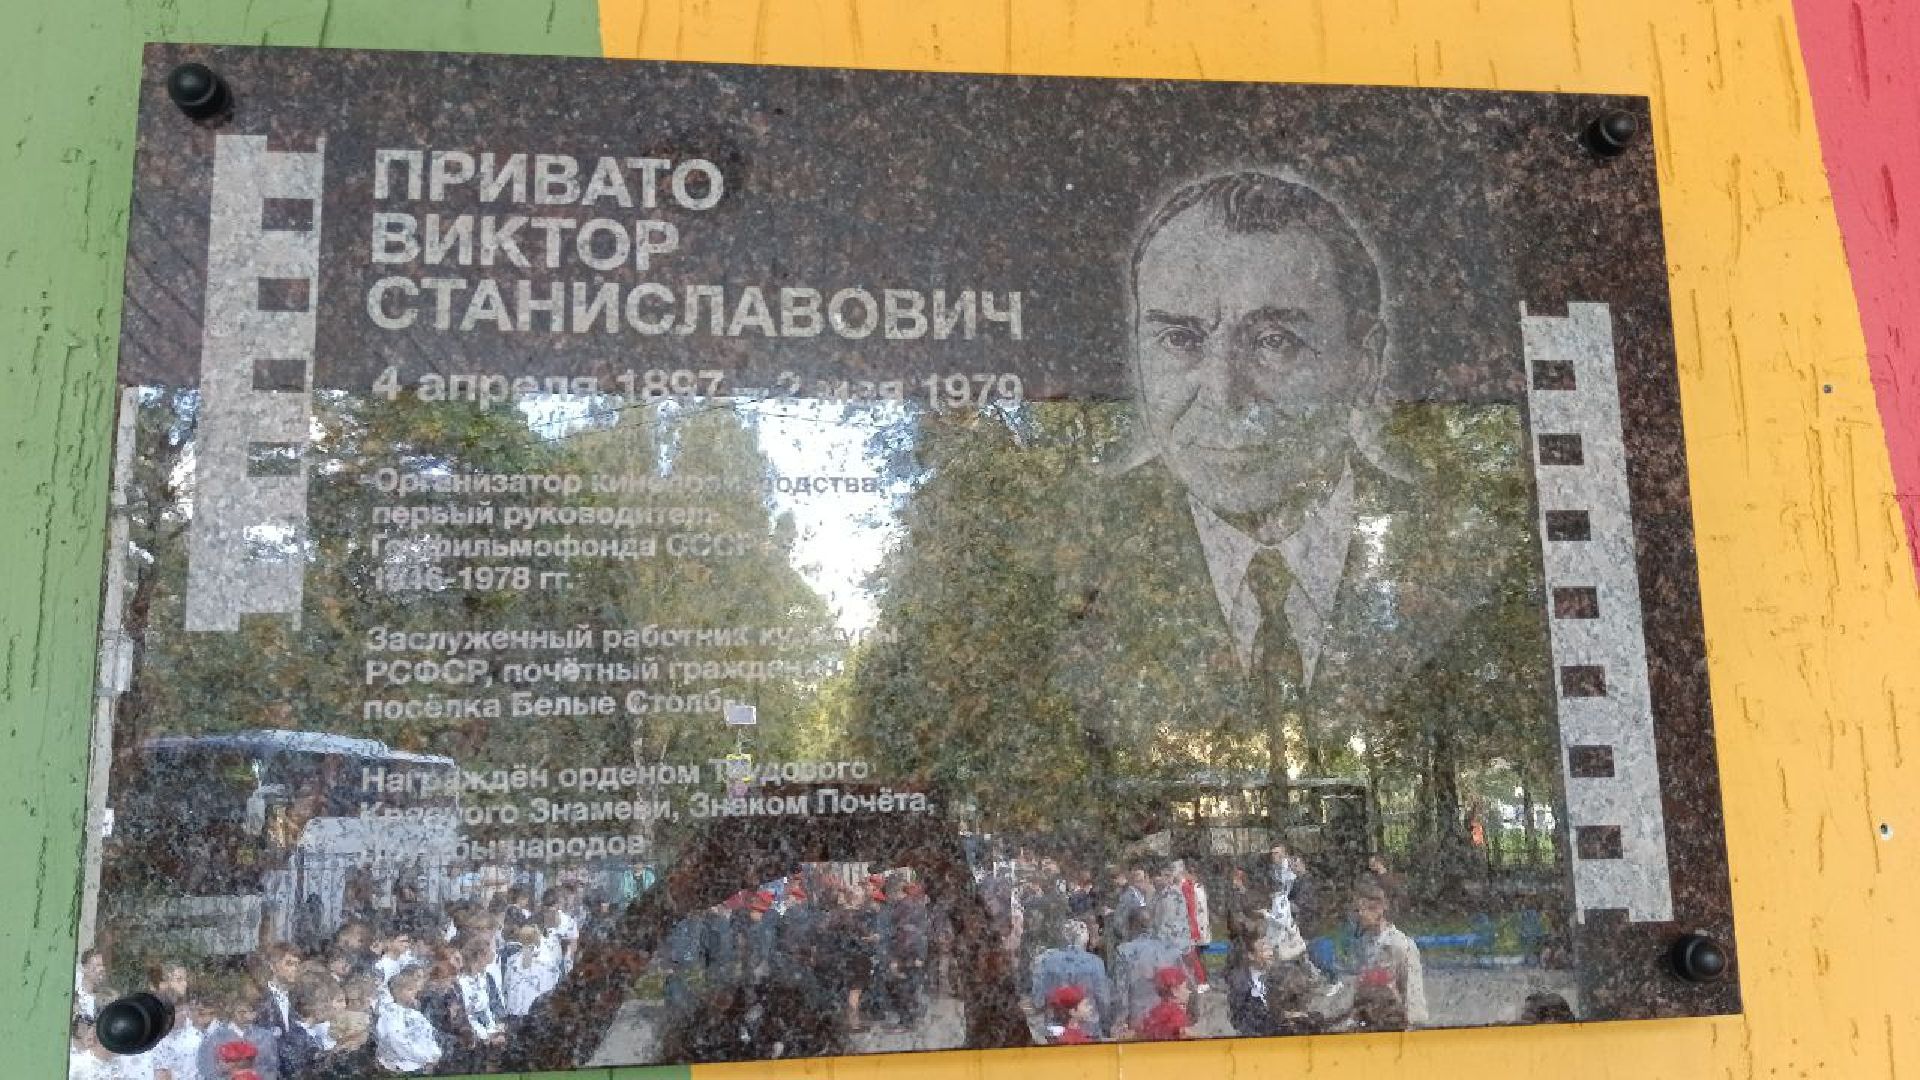 ПРИВАТО
ВИКТОР
СТАНИСЛАВОВИЧ
4 апреля 1897 – 2 мая 1979
Организатор кинопроизводства,
первый руководитель
Госфильмофонда СССР
1946-1978 гг.
Заслуженный работник культуры
РСФСР, почётный гражданин
посёлка Белые Столбы
Награждён орденом Трудового
Красного Знамени, Знаком Почёта,
Дружбы народов